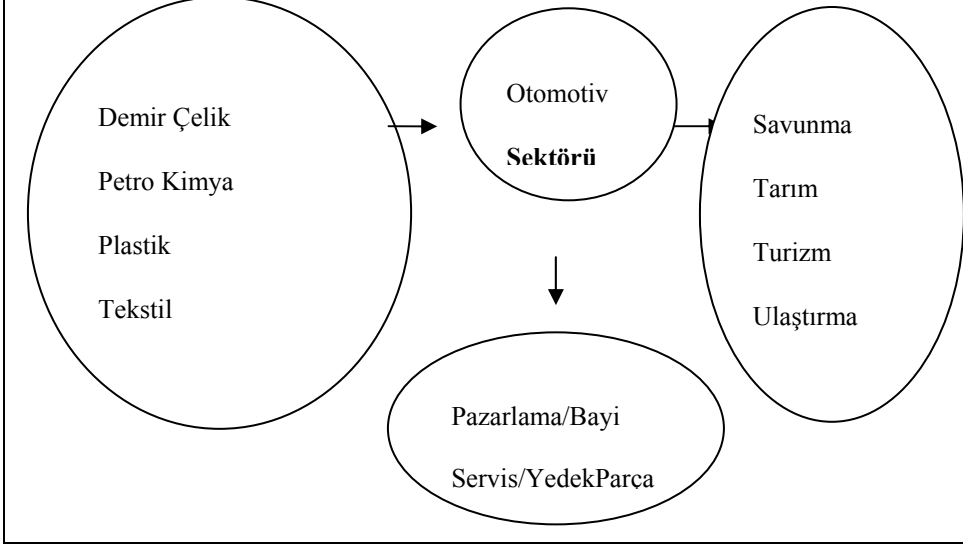 Demir Çelik
Petro Kimya
Plastik
Tekstil
Otomotiv
Sektörü
Savunma
Tarım
Turizm
Ulaştırma
Pazarlama/Bayi
Servis/YedekParça